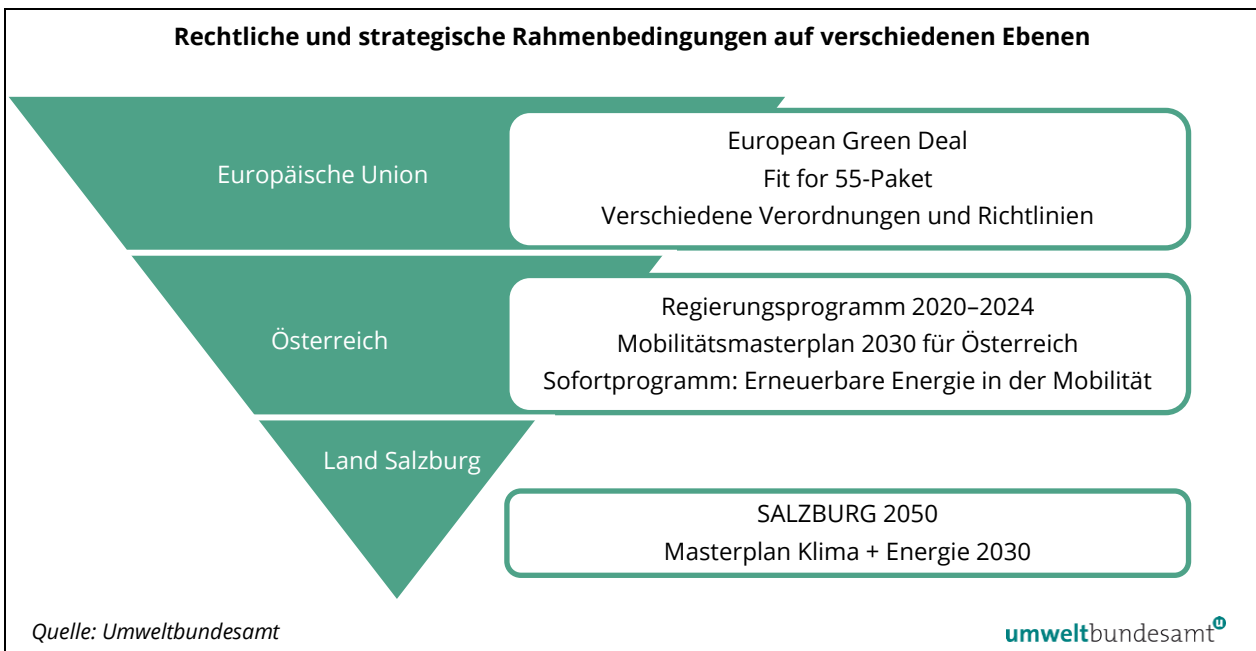 Rechtliche und strategische Rahmenbedingungen auf verschiedenen Ebenen
Europäische Union
European Green Deal
Fit for 55-Paket
Verschiedene Verordnungen und Richtlinien
Österreich
Regierungsprogramm 2020–2024
Mobilitätsmasterplan 2030 für Österreich
Sofortprogramm: Erneuerbare Energie in der Mobilität
Land Salzburg
SALZBURG 2050
Masterplan Klima + Energie 2030
Quelle: Umweltbundesamt
umweltbundesamt u